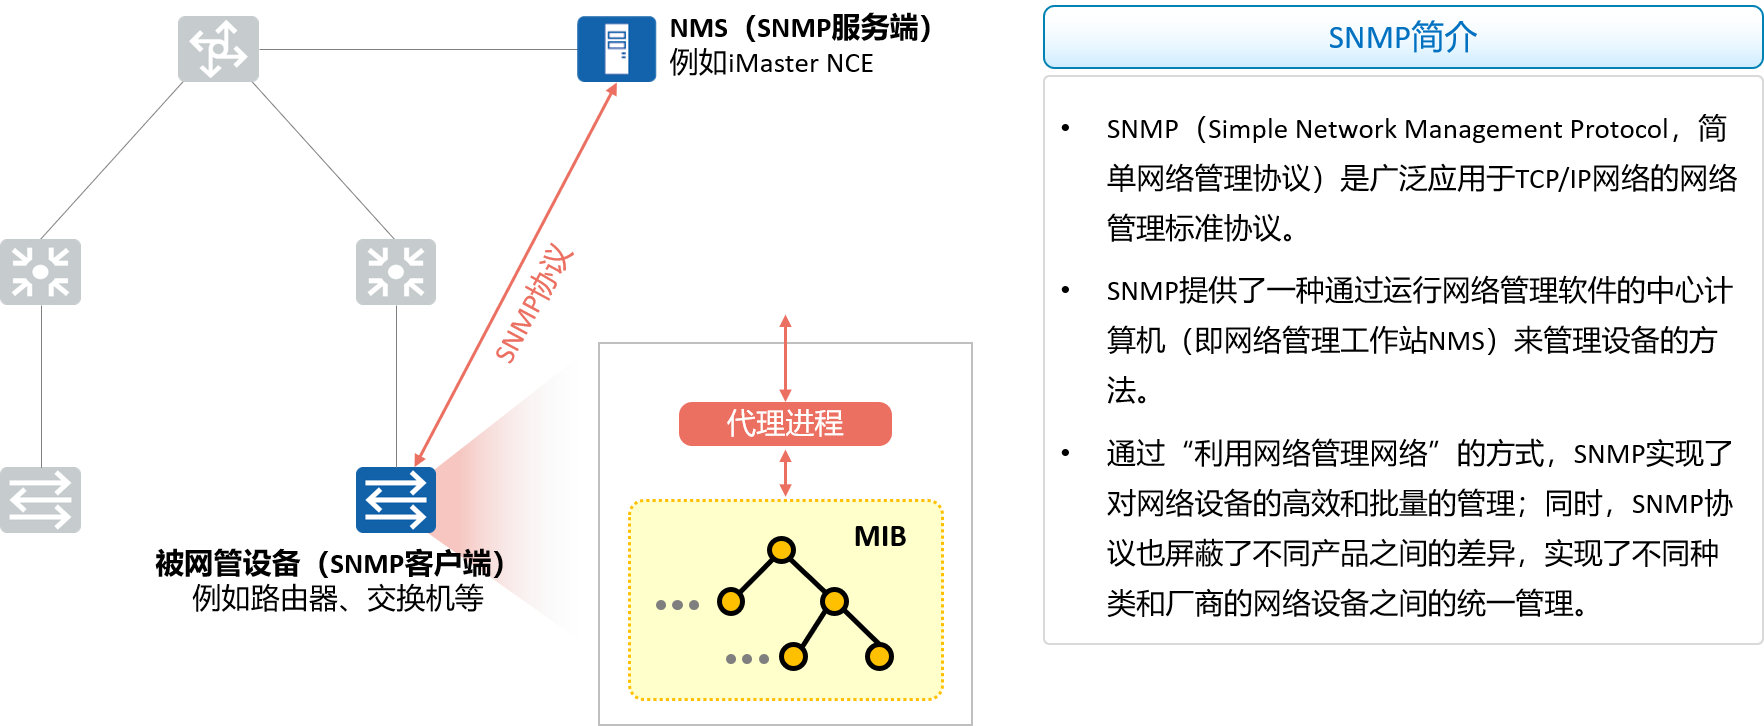 NMS（SNMP服务端）
例如iMaster NCE
SNMP协议
代理进程
MIB
被网管设备（SNMP客户端）
例如路由器、交换机等
SNMP简介
• SNMP（Simple Network Management Protocol，简
单网络管理协议）是广泛应用于TCP/IP网络的网络
管理标准协议。
• SNMP提供了一种通过运行网络管理软件的中心计
算机（即网络管理工作站NMS）来管理设备的方
法。
• 通过“利用网络管理网络”的方式，SNMP实现了
对网络设备的高效和批量的管理；同时，SNMP协
议也屏蔽了不同产品之间的差异，实现了不同种
类和厂商的网络设备之间的统一管理。